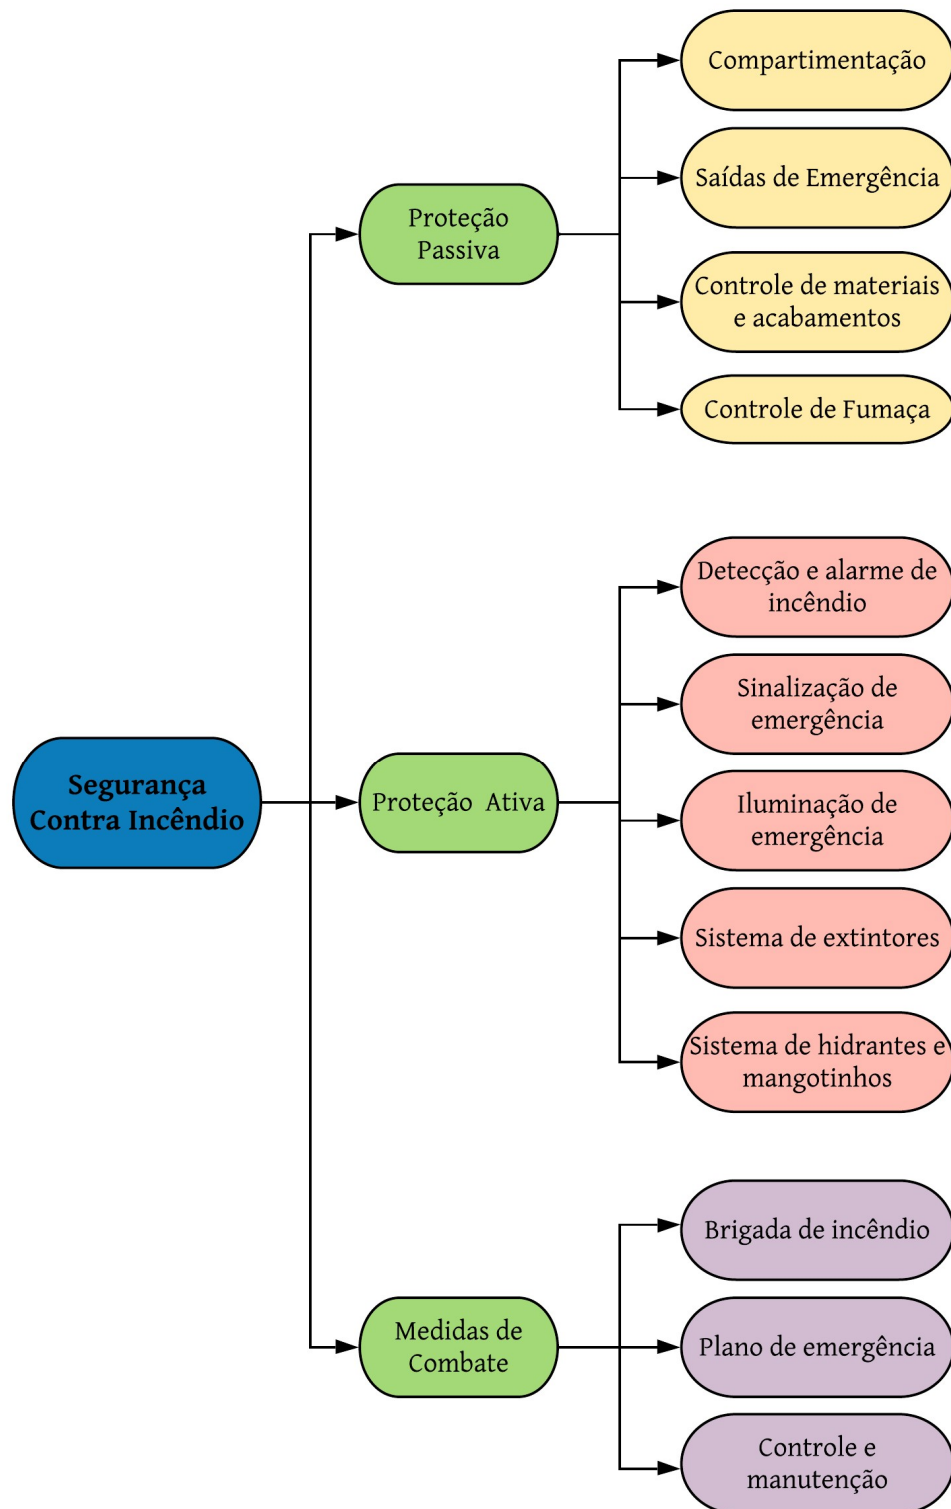 Compartimentação
Saídas de Emergência
Proteção
Passiva
Controle de materiais
e acabamentos
Controle de Fumaça
Detecção e alarme de
incêndio
Sinalização de
emergência
Segurança
Contra Incêndio
Proteção Ativa
Iluminação de
emergência
Sistema de extintores
Sistema de hidrantes e
mangotinhos
Brigada de incêndio
Medidas de
Combate
Plano de emergência
Controle e
manutenção